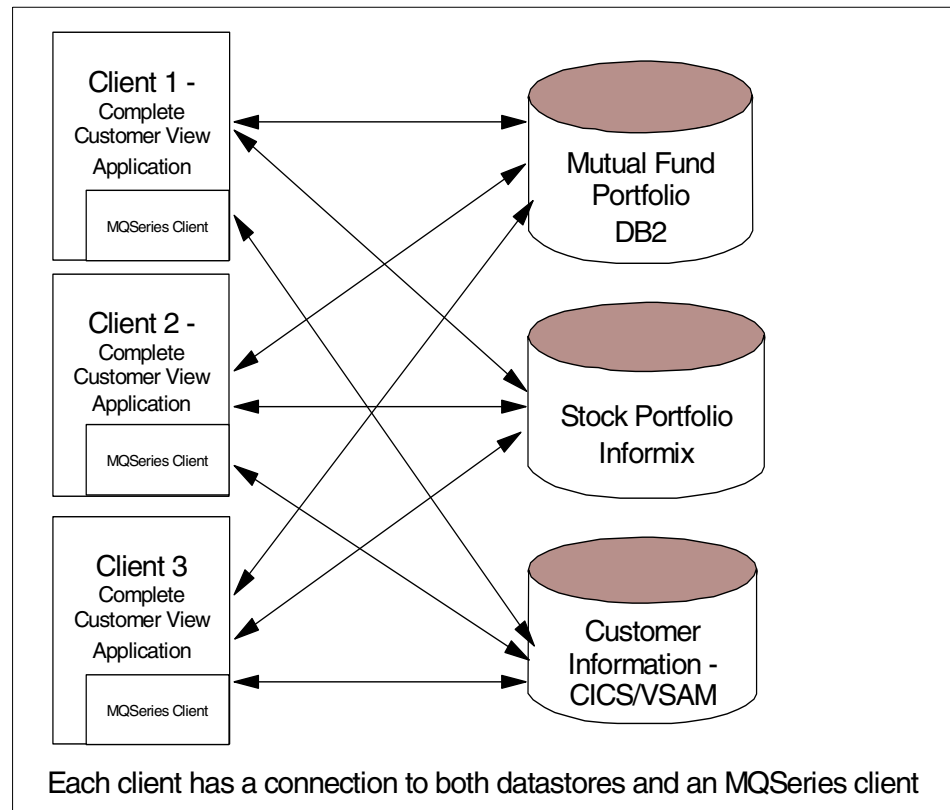 Client 1 -
Complete
Customer View
Application
MQSeries Client
Client 2 -
Complete
Customer View
Application
MQSeries Client
Client 3
Complete
Customer View
Application
MQSeries Client
Mutual Fund
Portfolio
DB2
Stock Portfolio
Informix
Customer
Information -
CICS/VSAM
Each client has a connection to both datastores and an MQSeries client